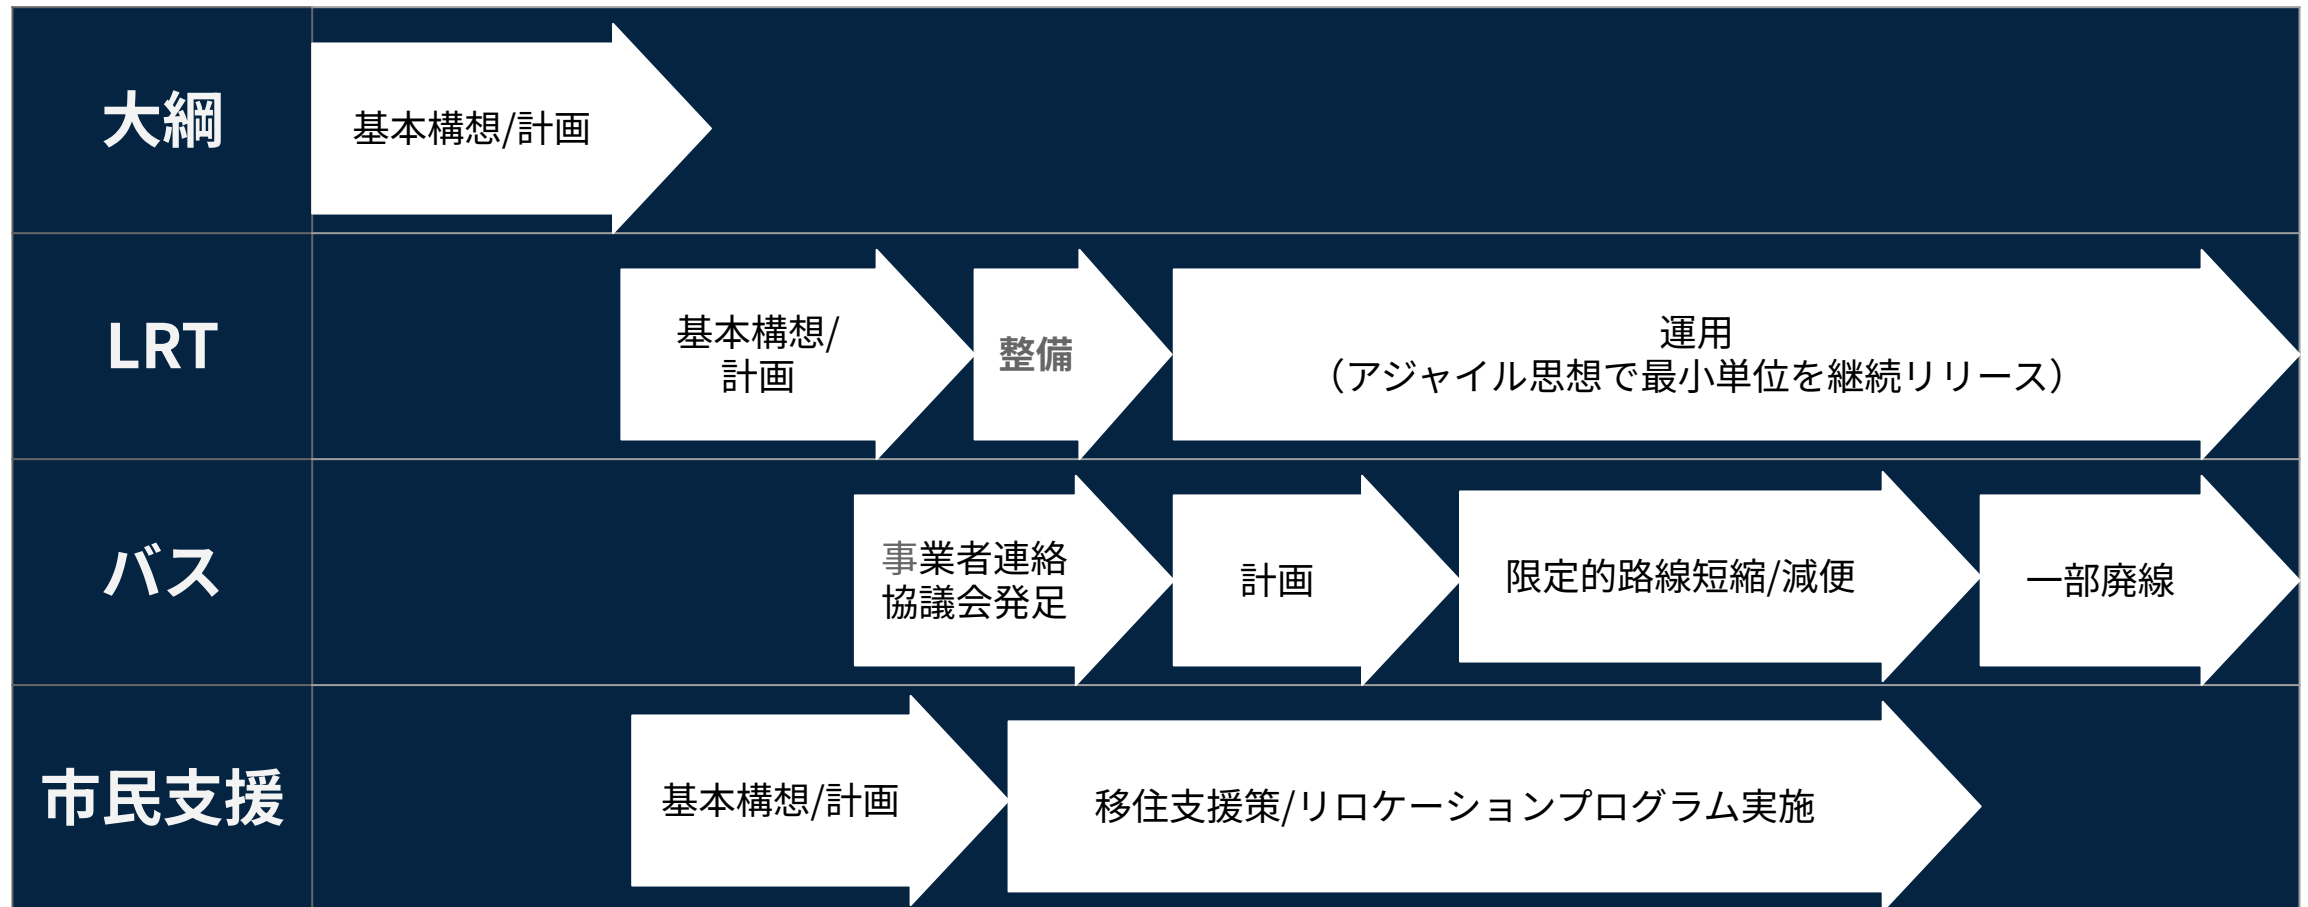 大綱
基本構想/計画
LRT
基本構想/
計画
整備
運用
（アジャイル思想で最小単位を継続リリース）
バス
事業者連絡
協議会発足
計画
限定的路線短縮/減便
一部廃線
市民支援
基本構想/計画
移住支援策/リロケーションプログラム実施